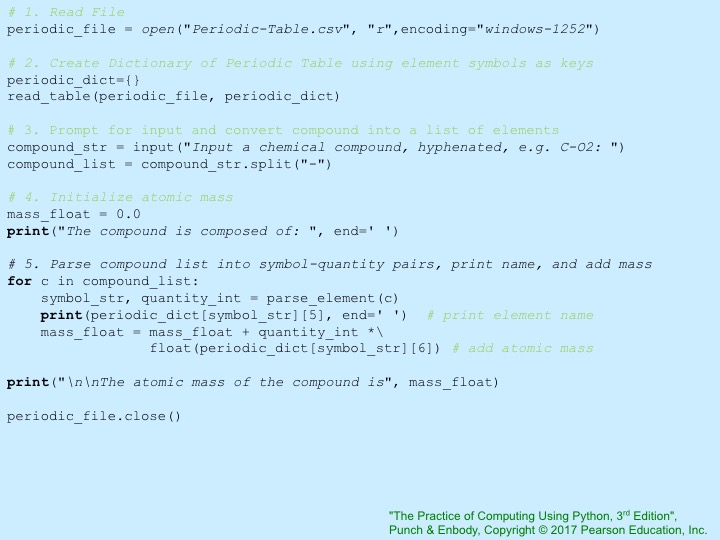 # 1. Read File
periodic_file = open("Periodic-Table.csv", "r",encoding="windows-1252")
# 2. Create Dictionary of Periodic Table using element symbols as keys
periodic_dict={}
read_table(periodic_file, periodic_dict)
# 3. Prompt for input and convert compound into a list of elements
compound_str = input("Input a chemical compound, hyphenated, e.g. C-O2: ")
compound_list = compound_str.split("-")
# 4. Initialize atomic mass
mass_float = 0.0
print("The compound is composed of: ", end=' ')
# 5. Parse compound list into symbol-quantity pairs, print name, and add mass
for c in compound_list:
    symbol_str, quantity_int = parse_element(c)
    print(periodic_dict[symbol_str][5], end=' ')  # print element name
    mass_float = mass_float + quantity_int *\
                 float(periodic_dict[symbol_str][6]) # add atomic mass
print("\n\nThe atomic mass of the compound is", mass_float)
periodic_file.close()
"The Practice of Computing Using Python, 3rd Edition",
Punch & Enbody, Copyright © 2017 Pearson Education, Inc.